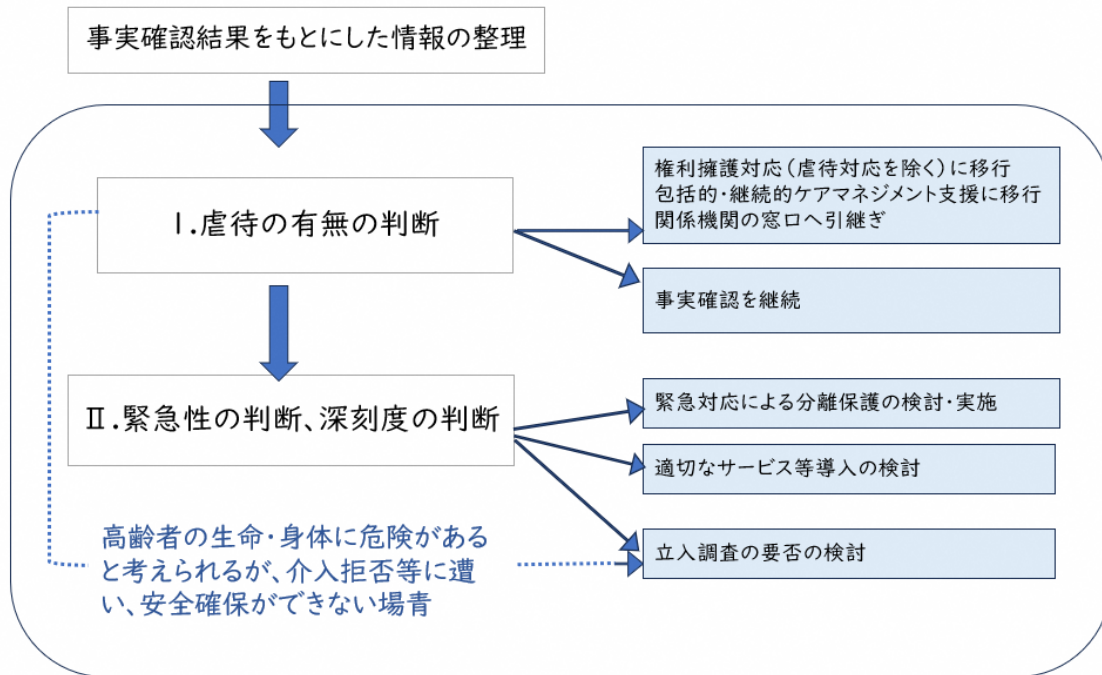 事実確認結果をもとにした情報の整理
Ⅰ.虐待の有無の判断
権利擁護対応(虐待対応を除く)に移行
包括的・継続的ケアマネジメント支援に移行
関係機関の窓口へ引継ぎ
事実確認を継続
Ⅱ.緊急性の判断、深刻度の判断
緊急対応による分離保護の検討・実施
適切なサービス等導入の検討
立入調査の要否の検討
高齢者の生命・身体に危険がある
と考えられるが、介入拒否等に遭
い、安全確保ができない場青